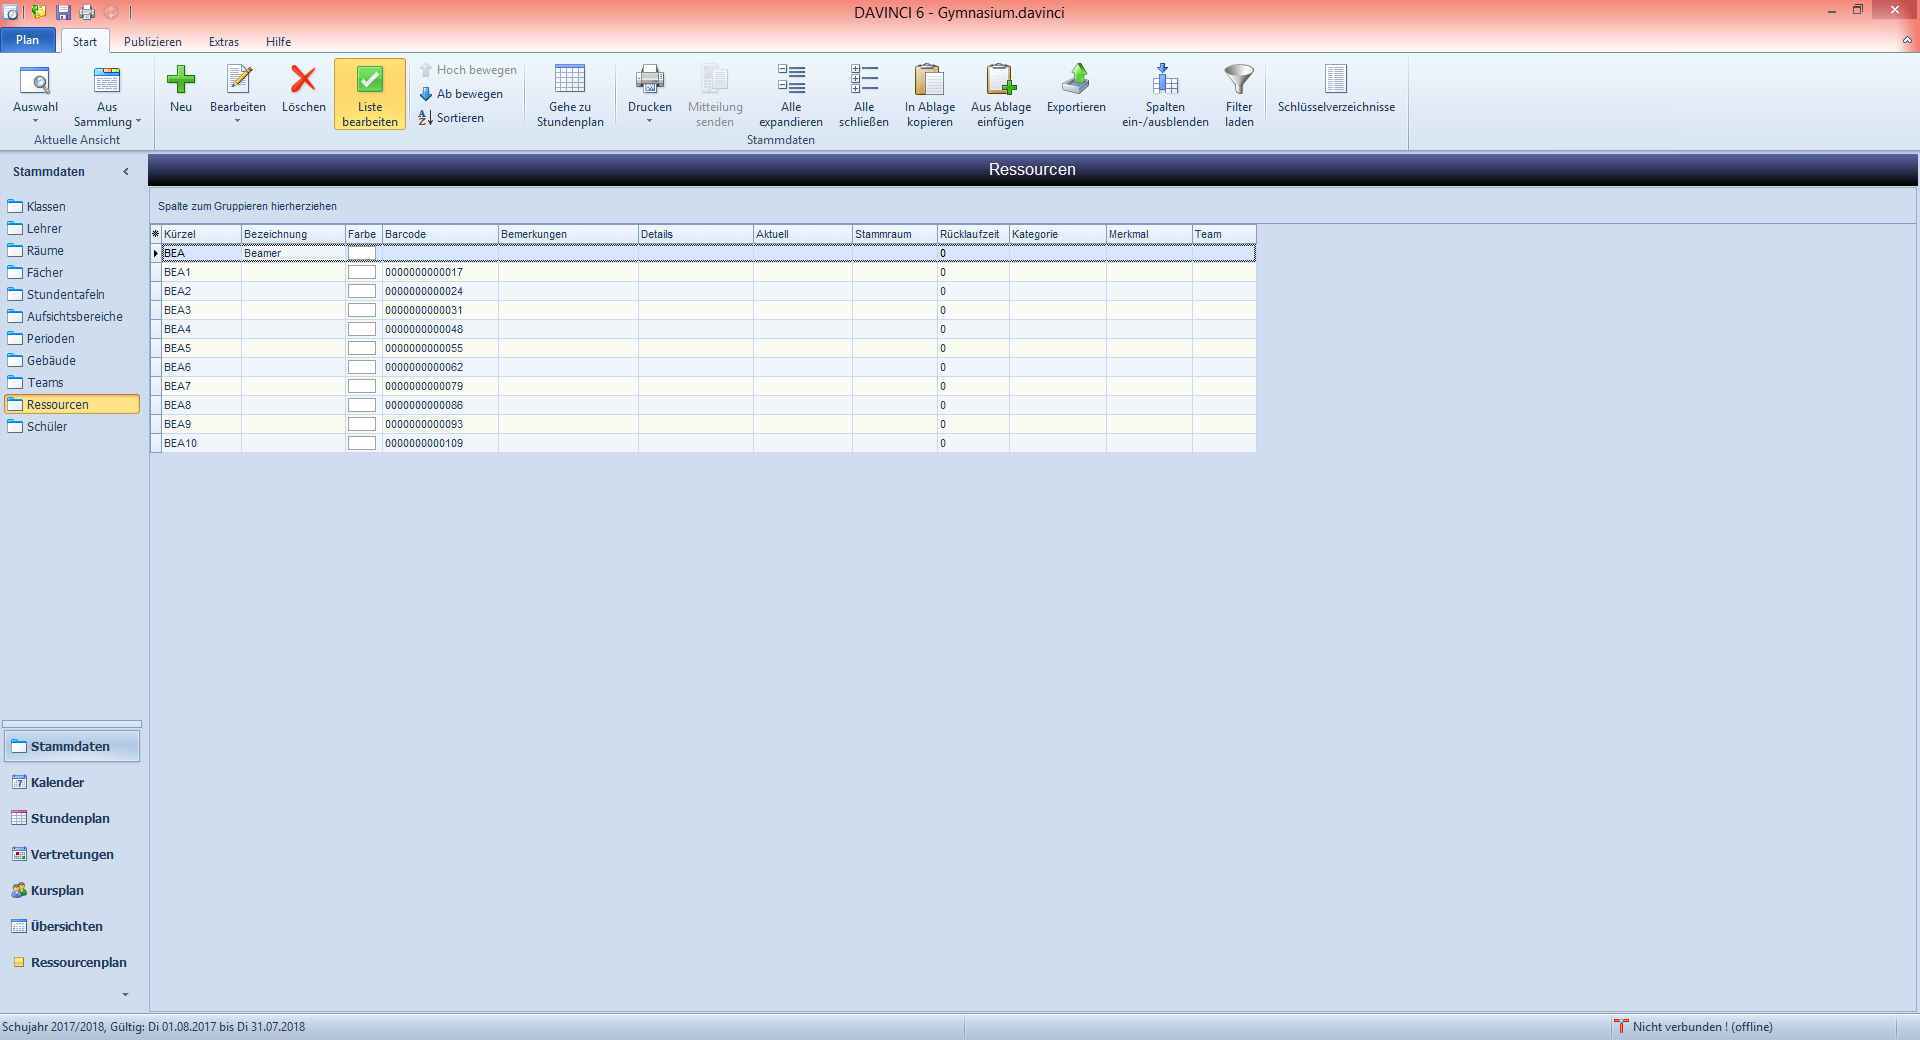 DAVINCI 6 - Gymnasium.davinci
Plan Start Publizieren Extras Hilfe
Auswahl
Aus Sammlung
Aktuelle Ansicht
Neu
Bearbeiten
Löschen
Liste bearbeiten
Hoch bewegen
Ab bewegen
Sortieren
Gehe zu Stundenplan
Drucken
Mitteilung senden
Alle expandieren
Alle schließen
In Ablage kopieren
Aus Ablage einfügen
Exportieren
Spalten ein-/ausblenden
Filter laden
Schlüsselverzeichnisse
Stammdaten
Stammdaten
Klassen
Lehrer
Räume
Fächer
Stundentafeln
Aufsichtsbereiche
Perioden
Gebäude
Teams
Ressourcen
Schüler
Stammdaten
Kalender
Stundenplan
Vertretungen
Kursplan
Übersichten
Ressourcenplan
Ressourcen
Spalte zum Gruppieren hierherziehen
Kürzel Bezeichnung Farbe Barcode Bemerkungen Details Aktuell Stammraum Rücklaufzeit Kategorie Merkmal Team
BEA Beamer 0
BEA1 0000000000017 0
BEA2 0000000000024 0
BEA3 0000000000031 0
BEA4 0000000000048 0
BEA5 0000000000055 0
BEA6 0000000000062 0
BEA7 0000000000079 0
BEA8 0000000000086 0
BEA9 0000000000093 0
BEA10 0000000000109 0
Schujahr 2017/2018, Gültig: Di 01.08.2017 bis Di 31.07.2018
Nicht verbunden ! (offline)